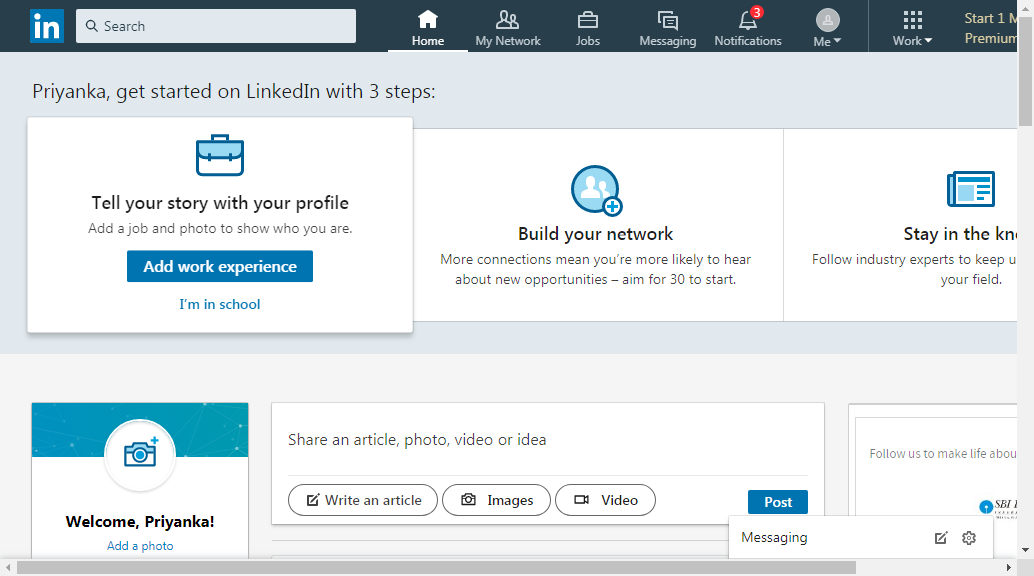 in
Search
Home
My Network
Jobs
Messaging
3
Notifications
Me
Work
Start 1 M
Premium
Priyanka, get started on LinkedIn with 3 steps:
Tell your story with your profile
Add a job and photo to show who you are.
Add work experience
I'm in school
Build your network
More connections mean you're more likely to hear
about new opportunities – aim for 30 to start.
Stay in the kn
Follow industry experts to keep u
your field.
Welcome, Priyanka!
Add a photo
Share an article, photo, video or idea
Write an article
Images
Video
Post
Follow us to make life abou
SBI
Messaging